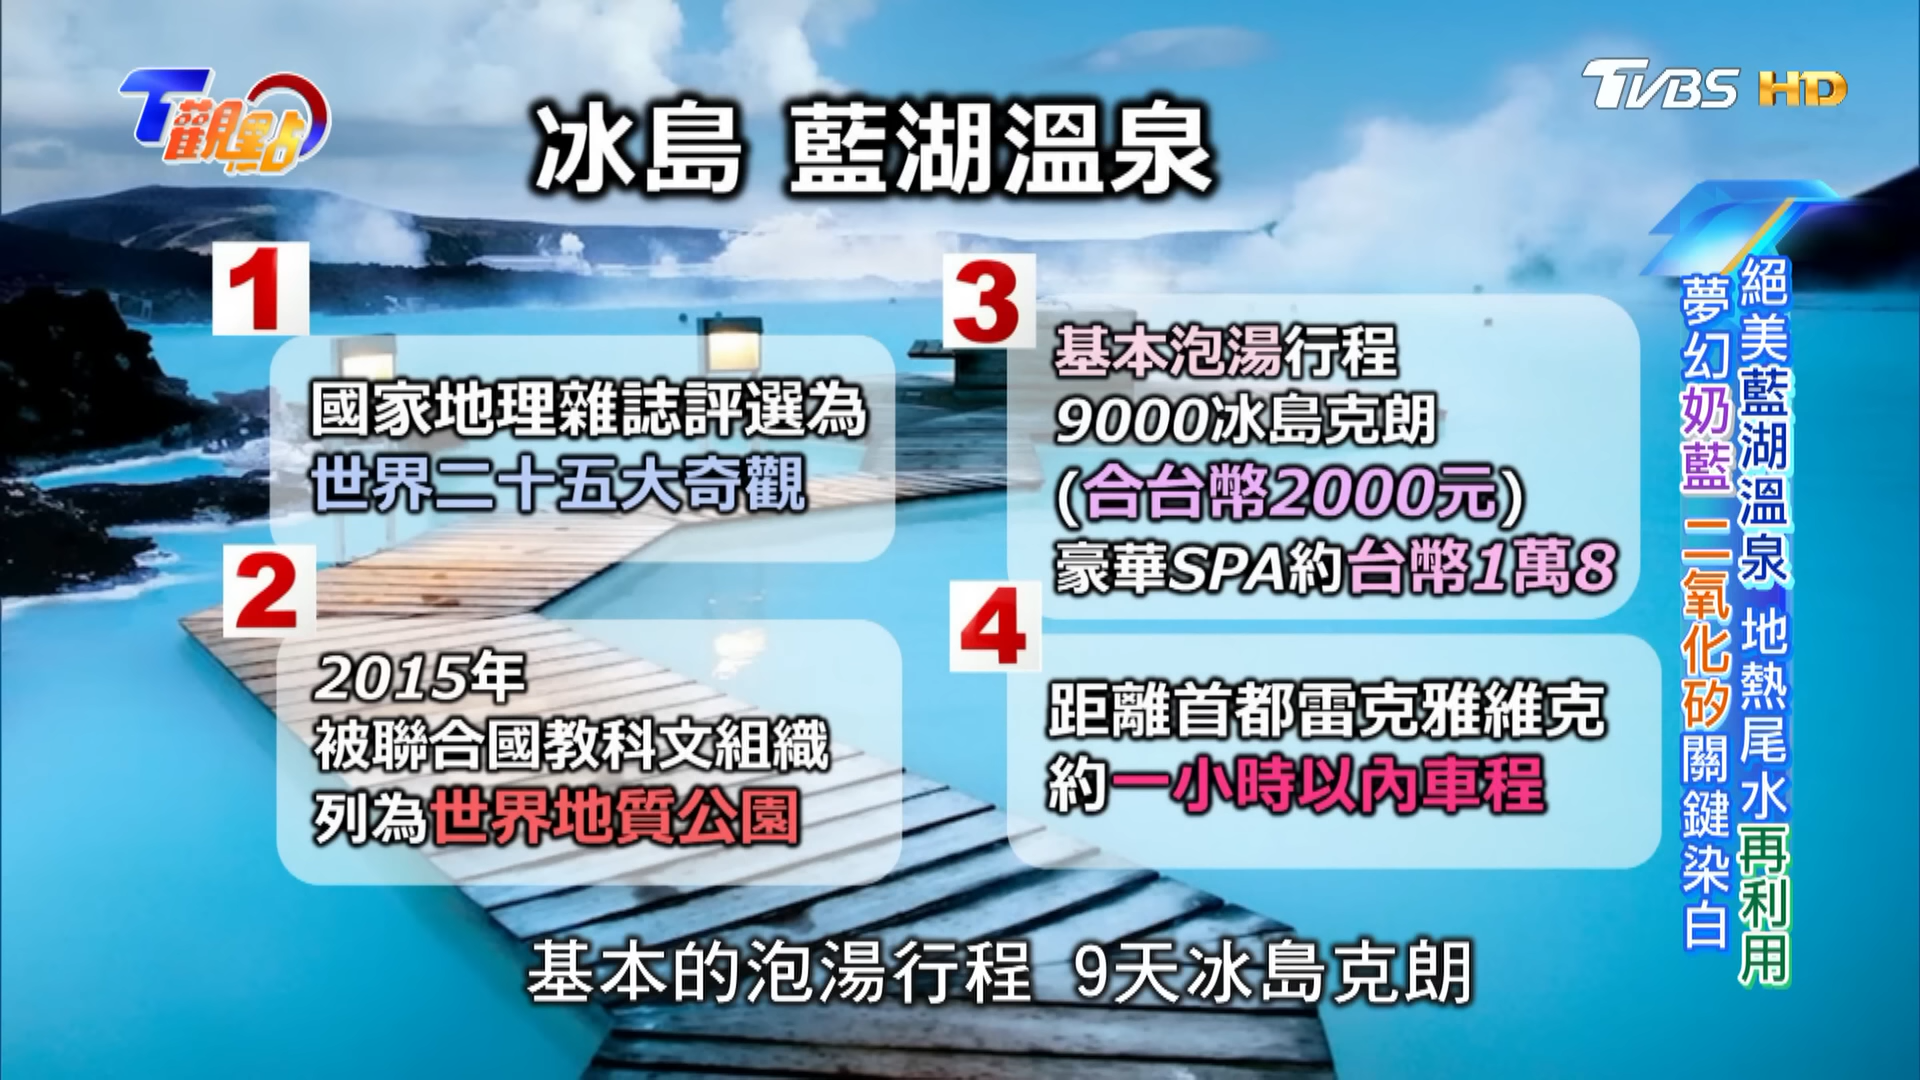 T觀點
TVBS HD
冰島 藍湖溫泉
1
國家地理雜誌評選為
世界二十五大奇觀
2
2015年
被聯合國教科文組織
列為世界地質公園
3
基本泡湯行程
9000冰島克朗
(合台幣2000元)
豪華SPA約台幣1萬8
4
距離首都雷克雅維克
約一小時以內車程
絕美藍湖溫泉 地熱尾水再利用
夢幻奶藍 二氧化矽關鍵染白
基本的泡湯行程 9天冰島克朗